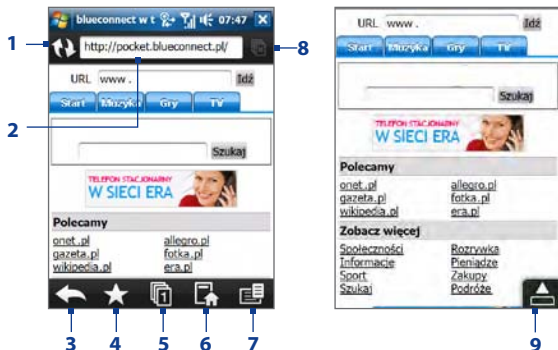 blueconnect w t 07:47
1
http://pocket.blueconnect.pl/
8
URL www. Idź
Start Muzyka Gry TV
2
Szukaj
TELEFON STACJONARNY
W SIECI ERA
Polecamy
onet.pl allegro.pl
gazeta.pl fotka.pl
wikipedia.pl era.pl
1
3 4 5 6 7
URL www. Idź
Start Muzyka Gry TV
Szukaj
TELEFON STACJONARNY
W SIECI ERA
Polecamy
onet.pl allegro.pl
gazeta.pl fotka.pl
wikipedia.pl era.pl
Zobacz więcej
Społeczności Rozrywka
Informacje Pieniądze
Sport Zakupy
Szukaj Podróże
9